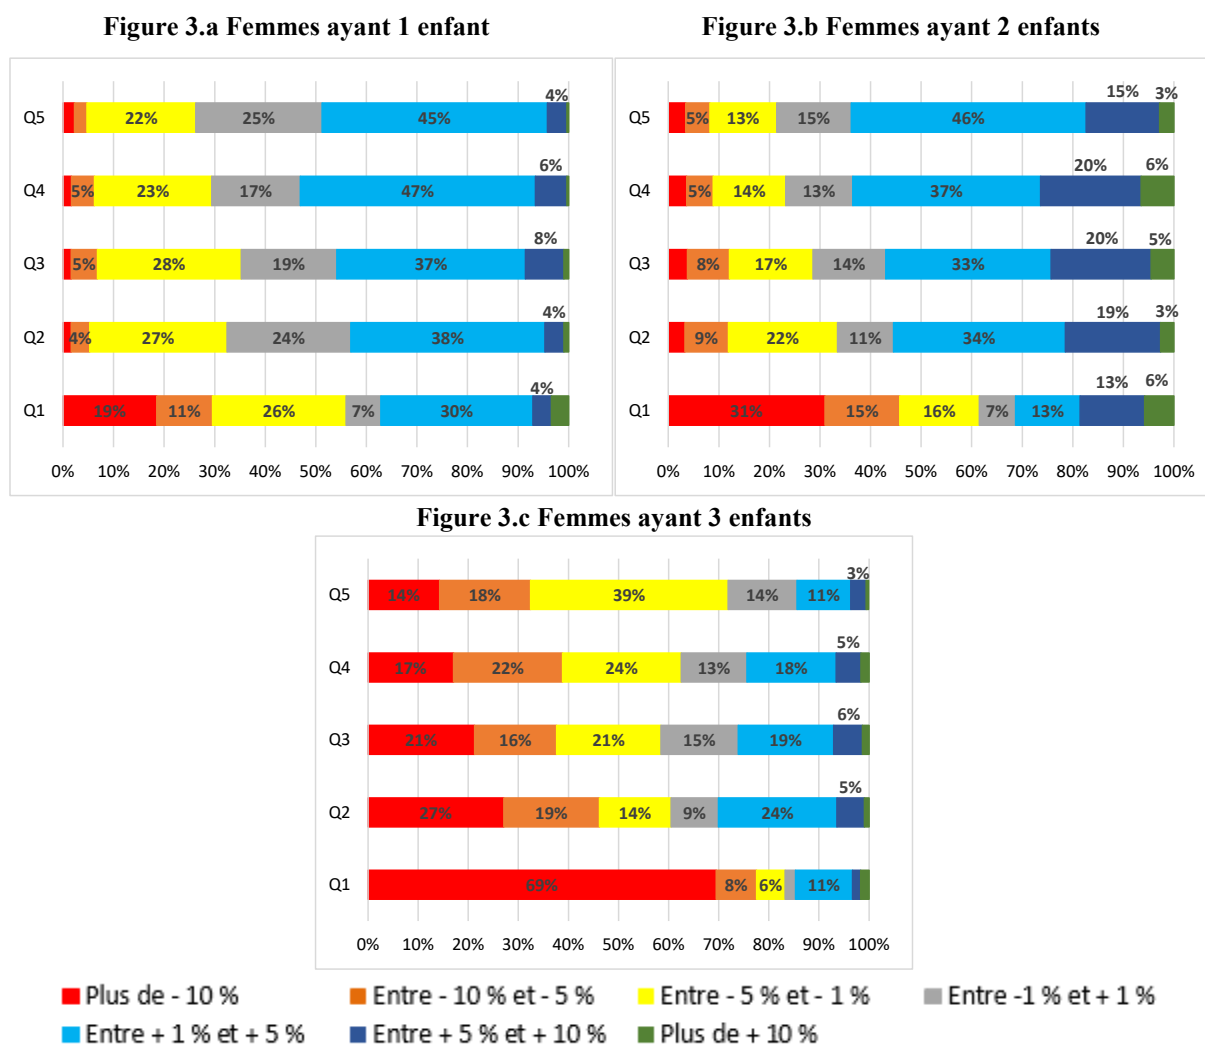 Figure 3.a Femmes ayant 1 enfant
4%
Q5 22% 25% 45%
6%
Q4 5% 23% 17% 47%
8%
Q3 5% 28% 19% 37%
4%
Q2 4% 27% 24% 38%
4%
Q1 19% 11% 26% 7% 30%
0% 10% 20% 30% 40% 50% 60% 70% 80% 90% 100%
Figure 3.b Femmes ayant 2 enfants
15% 3%
Q5 5% 13% 15% 46%
20% 6%
Q4 5% 14% 13% 37%
20% 5%
Q3 8% 17% 14% 33%
19% 3%
Q2 9% 22% 11% 34%
13% 6%
Q1 31% 15% 16% 7% 13%
0% 10% 20% 30% 40% 50% 60% 70% 80% 90% 100%
Figure 3.c Femmes ayant 3 enfants
3%
Q5 14% 18% 39% 14% 11%
5%
Q4 17% 22% 24% 13% 18%
6%
Q3 21% 16% 21% 15% 19%
5%
Q2 27% 19% 14% 9% 24%
Q1 69% 8% 6% 11%
0% 10% 20% 30% 40% 50% 60% 70% 80% 90% 100%
Plus de - 10 % Entre - 10 % et - 5 % Entre - 5 % et - 1 % Entre -1 % et + 1 %
Entre + 1 % et + 5 % Entre + 5 % et + 10 % Plus de + 10 %